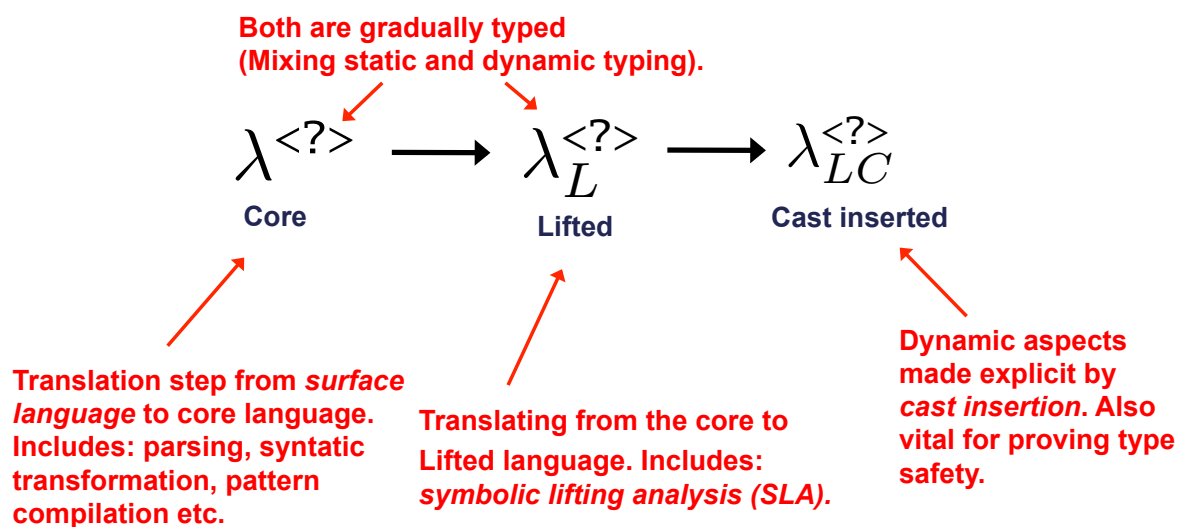 Both are gradually typed
(Mixing static and dynamic typing).
λ<?>
λL<?>
λLC<?>
Core
Lifted
Cast inserted
Translation step from surface
language to core language.
Includes: parsing, syntatic
transformation, pattern
compilation etc.
Translating from the core to
Lifted language. Includes:
symbolic lifting analysis (SLA).
Dynamic aspects
made explicit by
cast insertion. Also
vital for proving type
safety.